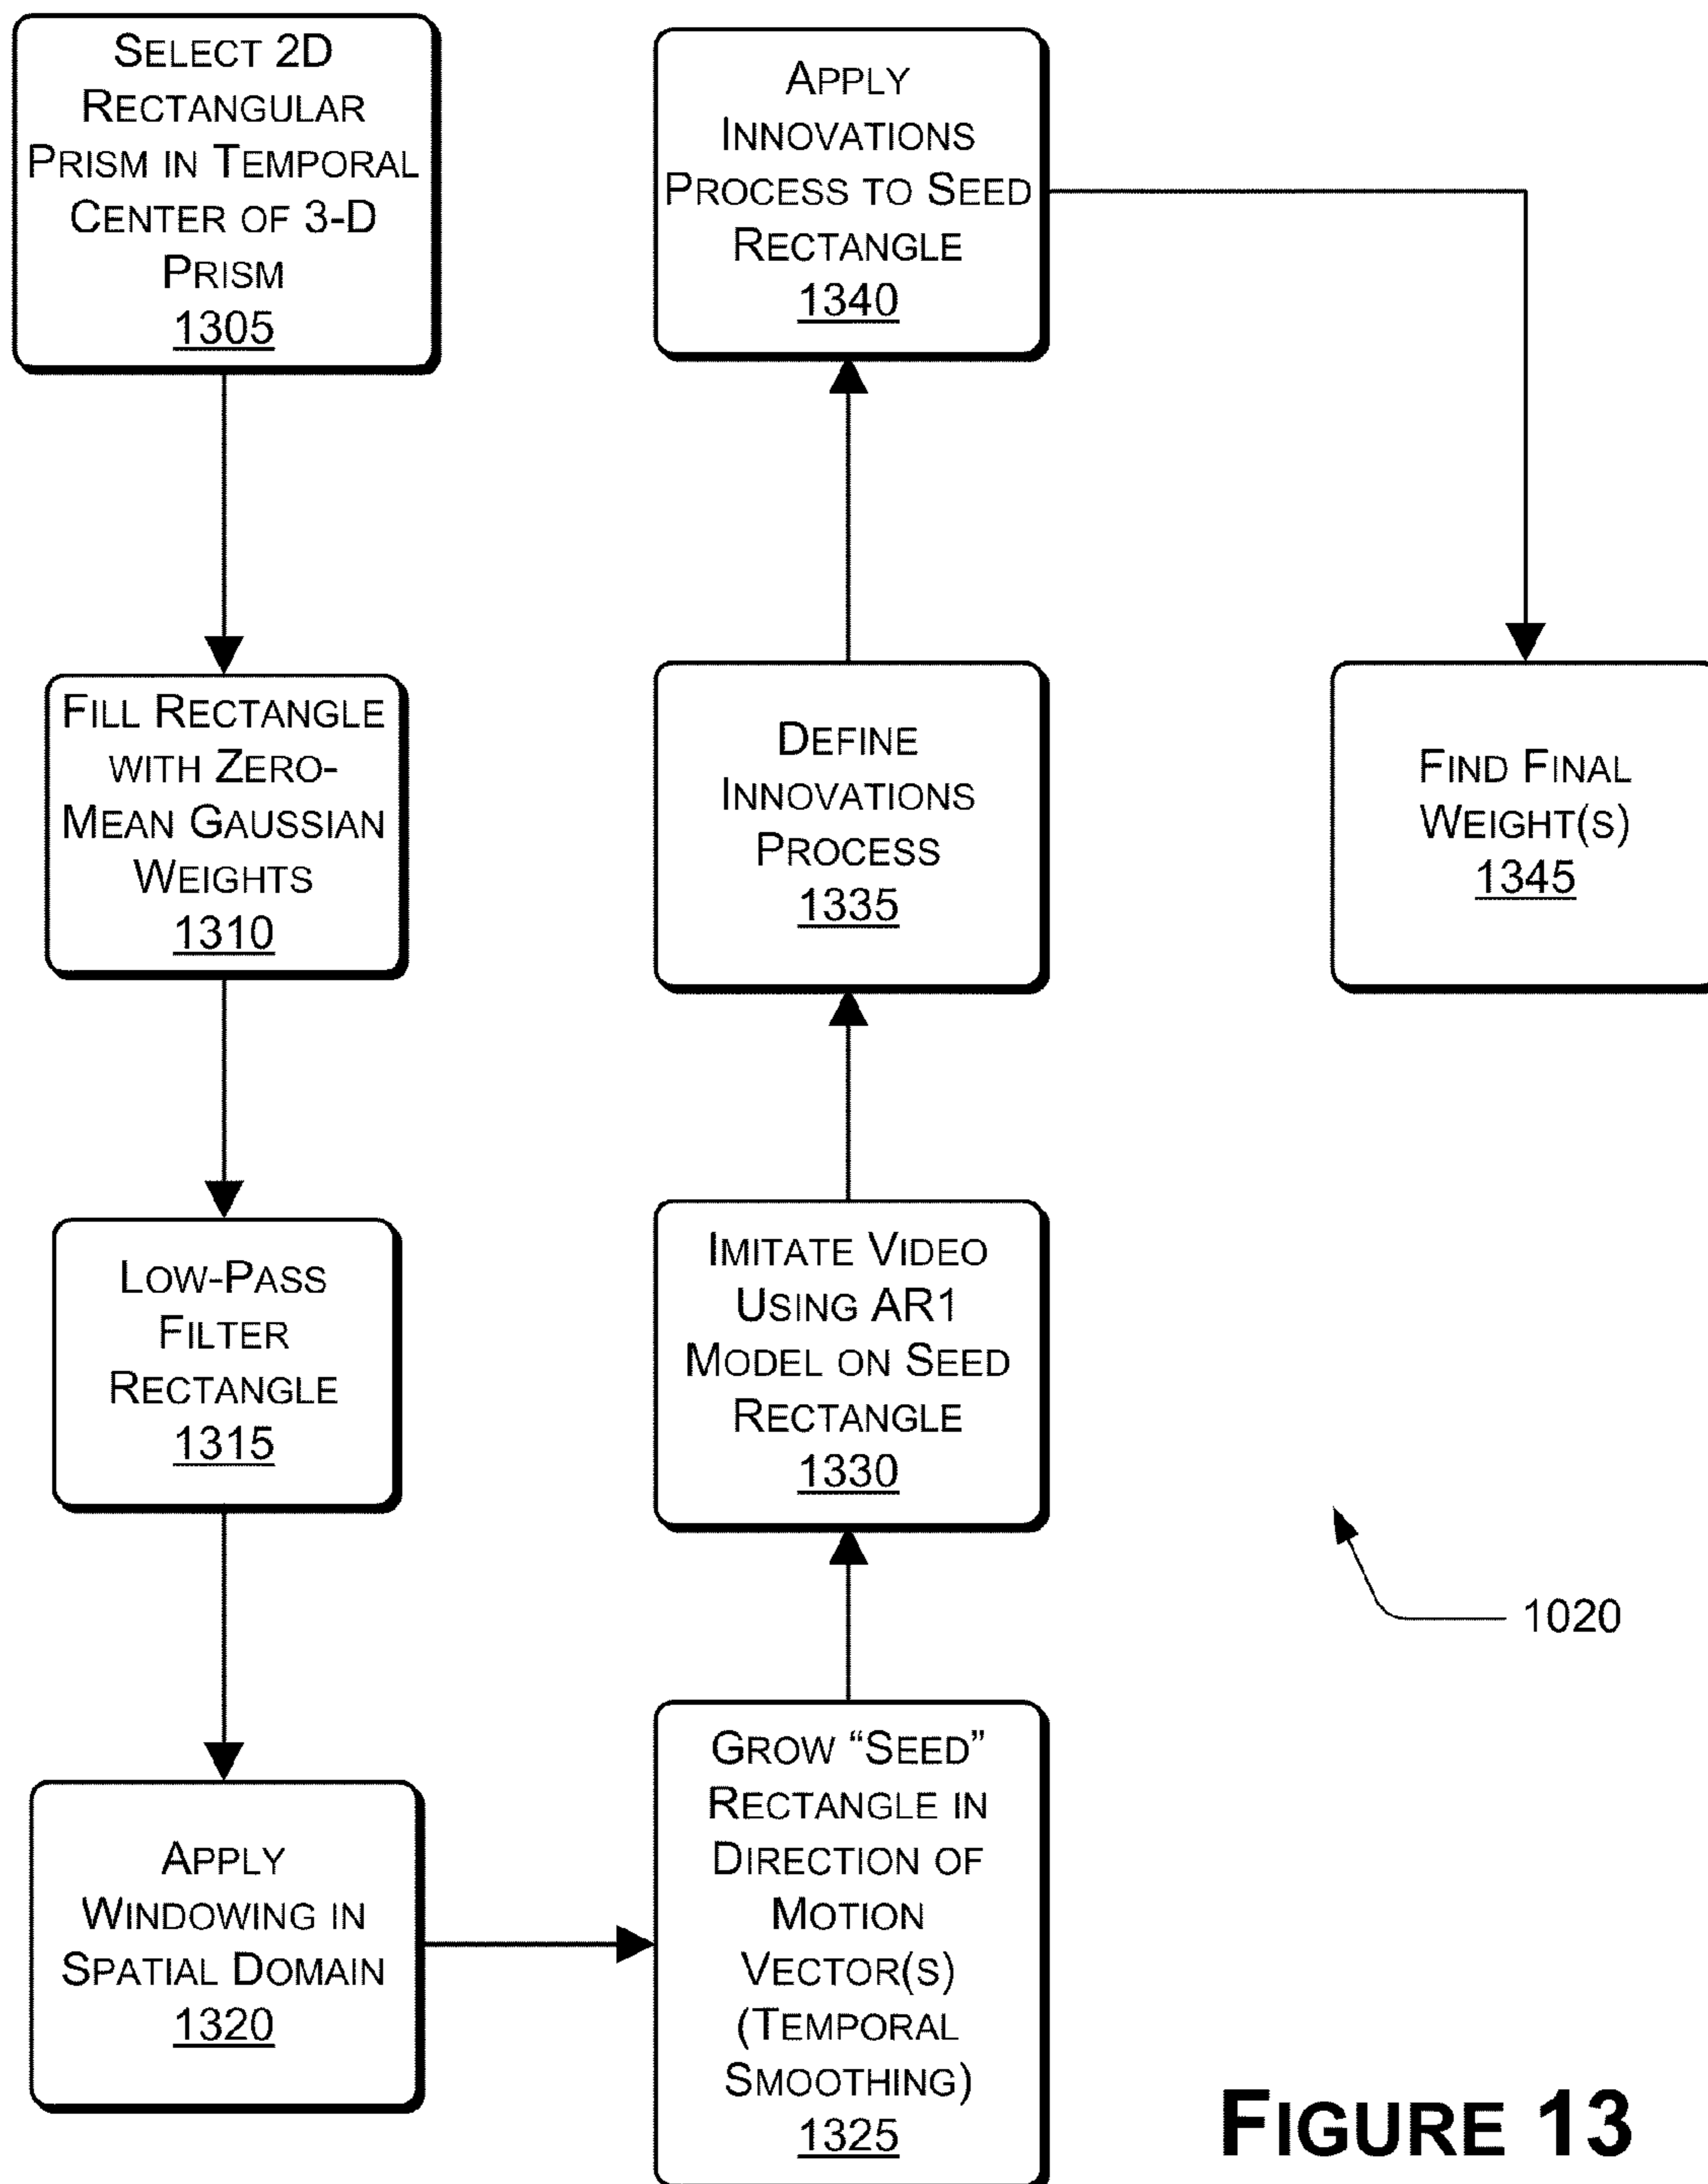 SELECT 2D
RECTANGULAR
PRISM IN TEMPORAL
CENTER OF 3-D
PRISM
1305
FILL RECTANGLE
WITH ZERO-
MEAN GAUSSIAN
WEIGHTS
1310
LOW-PASS
FILTER
RECTANGLE
1315
APPLY
WINDOWING IN
SPATIAL DOMAIN
1320
GROW “SEED”
RECTANGLE IN
DIRECTION OF
MOTION
VECTOR(S)
(TEMPORAL
SMOOTHING)
1325
IMITATE VIDEO
USING AR1
MODEL ON SEED
RECTANGLE
1330
DEFINE
INNOVATIONS
PROCESS
1335
APPLY
INNOVATIONS
PROCESS TO SEED
RECTANGLE
1340
FIND FINAL
WEIGHT(S)
1345
1020
FIGURE 13